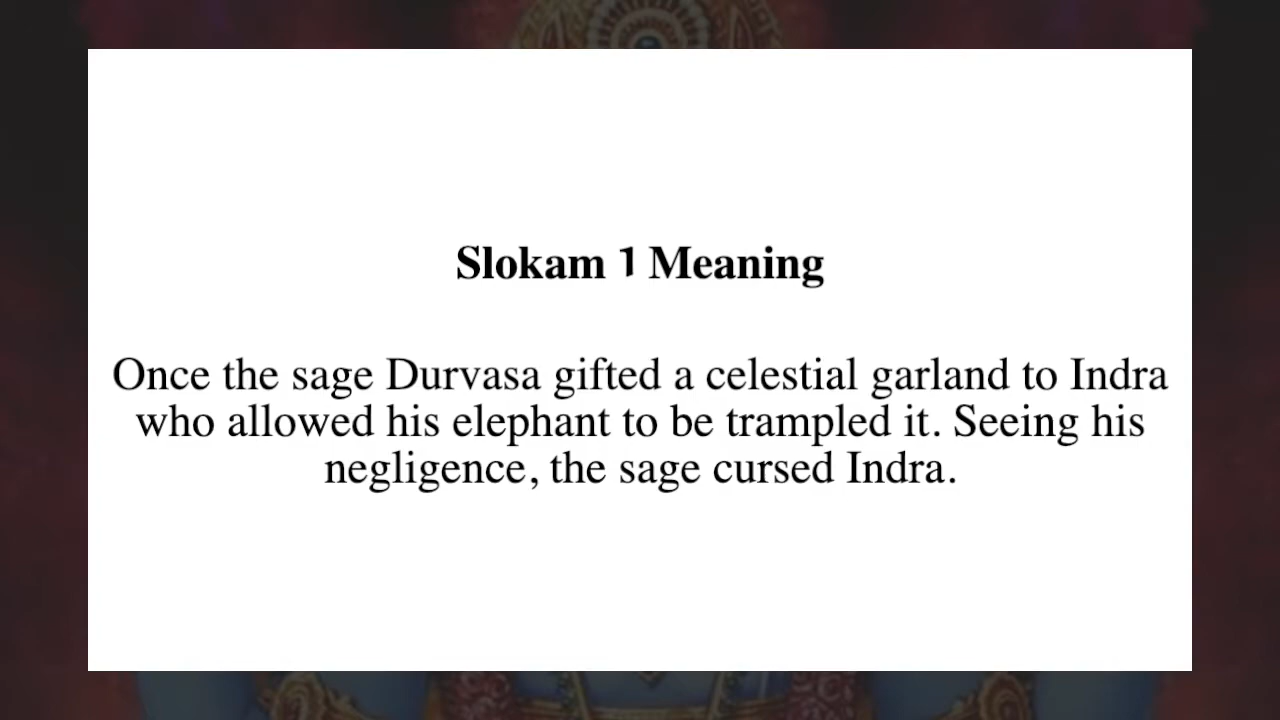 Slokam 1 Meaning
Once the sage Durvasa gifted a celestial garland to Indra
who allowed his elephant to be trampled it. Seeing his
negligence, the sage cursed Indra.